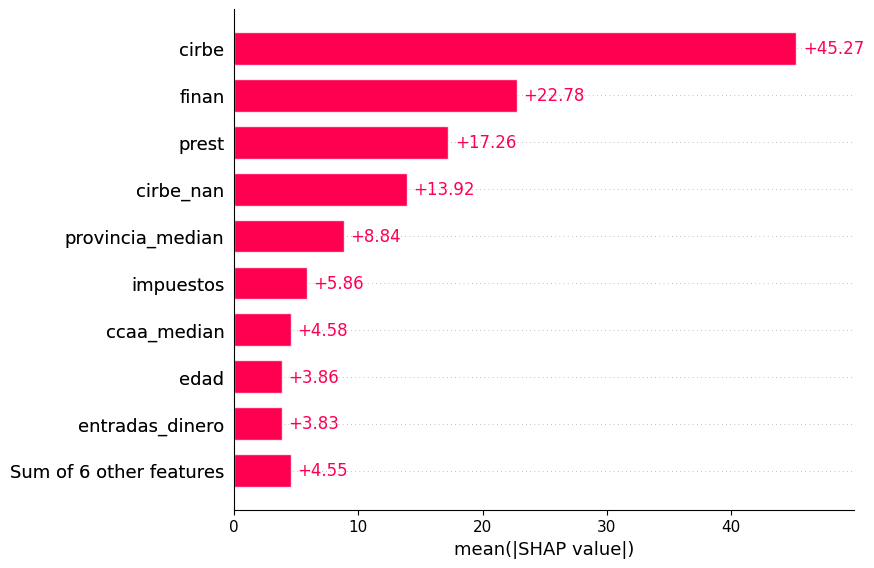 cirbe +45.27
finan +22.78
prest +17.26
cirbe_nan +13.92
provincia_median +8.84
impuestos +5.86
ccaa_median +4.58
edad +3.86
entradas_dinero +3.83
Sum of 6 other features +4.55
0 10 20 30 40
mean(|SHAP value|)